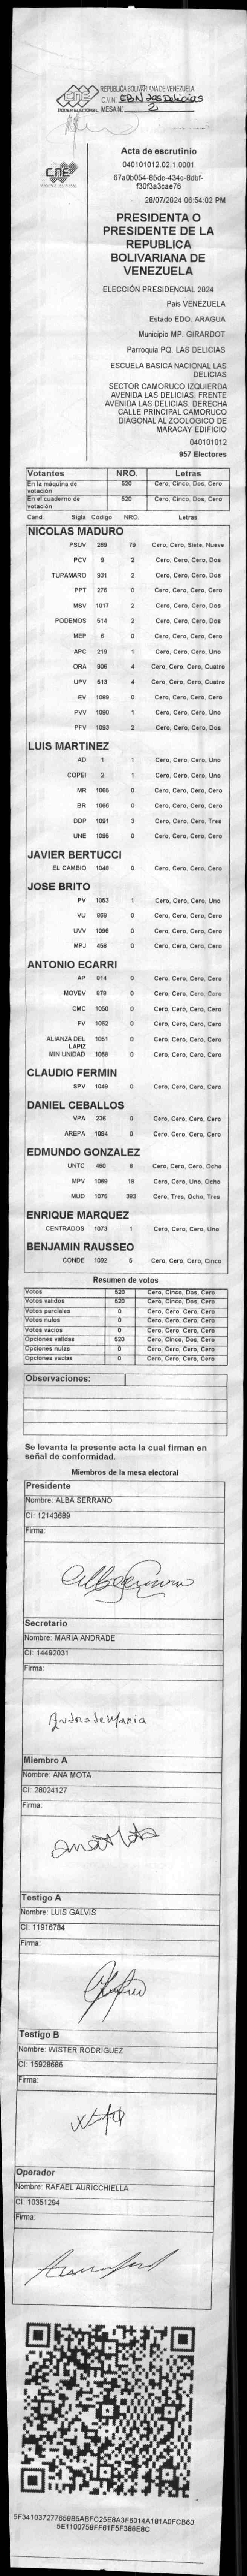 CNE
PODER ELECTORAL
REPÚBLICA BOLIVARIANA DE VENEZUELA
C.V.N EBN Las Delicias
MESA N° 2
CNE
Acta de escrutinio
040101012.02.1.0001
67a0b054-85de-434c-8dbf-
f30f3a3cae76
28/07/2024 06:54:02 PM
PRESIDENTA O
PRESIDENTE DE LA
REPUBLICA
BOLIVARIANA DE
VENEZUELA
ELECCIÓN PRESIDENCIAL 2024
País VENEZUELA
Estado EDO. ARAGUA
Municipio MP. GIRARDOT
Parroquia PQ. LAS DELICIAS
ESCUELA BASICA NACIONAL LAS
DELICIAS
SECTOR CAMORUCO IZQUIERDA
AVENIDA LAS DELICIAS. FRENTE
AVENIDA LAS DELICIAS. DERECHA
CALLE PRINCIPAL CAMORUCO
DIAGONAL AL ZOOLOGICO DE
MARACAY EDIFICIO
040101012
957 Electores
Votantes NRO. Letras
En la máquina de votación 520 Cero, Cinco, Dos, Cero
En el cuaderno de votación 520 Cero, Cinco, Dos, Cero
Cand. Sigla Código NRO. Letras
NICOLAS MADURO
PSUV 269 79 Cero, Cero, Siete, Nueve
PCV 9 2 Cero, Cero, Cero, Dos
TUPAMARO 931 2 Cero, Cero, Cero, Dos
PPT 276 0 Cero, Cero, Cero, Cero
MSV 1017 2 Cero, Cero, Cero, Dos
PODEMOS 514 2 Cero, Cero, Cero, Dos
MEP 6 0 Cero, Cero, Cero, Cero
APC 219 1 Cero, Cero, Cero, Uno
ORA 906 4 Cero, Cero, Cero, Cuatro
UPV 513 4 Cero, Cero, Cero, Cuatro
EV 1089 0 Cero, Cero, Cero, Cero
PVV 1090 1 Cero, Cero, Cero, Uno
PFV 1093 2 Cero, Cero, Cero, Dos
LUIS MARTINEZ
AD 1 1 Cero, Cero, Cero, Uno
COPEI 2 1 Cero, Cero, Cero, Uno
MR 1065 0 Cero, Cero, Cero, Cero
BR 1066 0 Cero, Cero, Cero, Cero
DDP 1091 3 Cero, Cero, Cero, Tres
UNE 1095 0 Cero, Cero, Cero, Cero
JAVIER BERTUCCI
EL CAMBIO 1048 0 Cero, Cero, Cero, Cero
JOSE BRITO
PV 1053 1 Cero, Cero, Cero, Uno
VU 869 0 Cero, Cero, Cero, Cero
UVV 1096 0 Cero, Cero, Cero, Cero
MPJ 458 0 Cero, Cero, Cero, Cero
ANTONIO ECARRI
AP 814 0 Cero, Cero, Cero, Cero
MOVEV 879 0 Cero, Cero, Cero, Cero
CMC 1050 0 Cero, Cero, Cero, Cero
FV 1062 0 Cero, Cero, Cero, Cero
ALIANZA DEL LAPIZ 1061 0 Cero, Cero, Cero, Cero
MIN UNIDAD 1068 0 Cero, Cero, Cero, Cero
CLAUDIO FERMIN
SPV 1049 0 Cero, Cero, Cero, Cero
DANIEL CEBALLOS
VPA 236 0 Cero, Cero, Cero, Cero
AREPA 1094 0 Cero, Cero, Cero, Cero
EDMUNDO GONZALEZ
UNTC 460 8 Cero, Cero, Cero, Ocho
MPV 1069 18 Cero, Cero, Uno, Ocho
MUD 1075 383 Cero, Tres, Ocho, Tres
ENRIQUE MARQUEZ
CENTRADOS 1073 1 Cero, Cero, Cero, Uno
BENJAMIN RAUSSEO
CONDE 1092 5 Cero, Cero, Cero, Cinco
Resumen de votos
Votos 520 Cero, Cinco, Dos, Cero
Votos validos 520 Cero, Cinco, Dos, Cero
Votos parciales 0 Cero, Cero, Cero, Cero
Votos nulos 0 Cero, Cero, Cero, Cero
Votos vacíos 0 Cero, Cero, Cero, Cero
Opciones validas 520 Cero, Cinco, Dos, Cero
Opciones nulas 0 Cero, Cero, Cero, Cero
Opciones vacias 0 Cero, Cero, Cero, Cero
Observaciones:
Se levanta la presente acta la cual firman en
señal de conformidad.
Miembros de la mesa electoral
Presidente
Nombre: ALBA SERRANO
CI: 12143689
Firma:
Alba Serrano
Secretario
Nombre: MARIA ANDRADE
CI: 14492031
Firma:
Andrade Maria
Miembro A
Nombre: ANA MOTA
CI: 28024127
Firma:
Ana Mota
Testigo A
Nombre: LUIS GALVIS
CI: 11916784
Firma:
Testigo B
Nombre: WISTER RODRIGUEZ
CI: 15928686
Firma:
Operador
Nombre: RAFAEL AURICCHIELLA
CI: 10351294
Firma:
5F341037277659B5ABFC25E8A3F6014A181A0FCB60
5E1100758FF61F5F386E8C